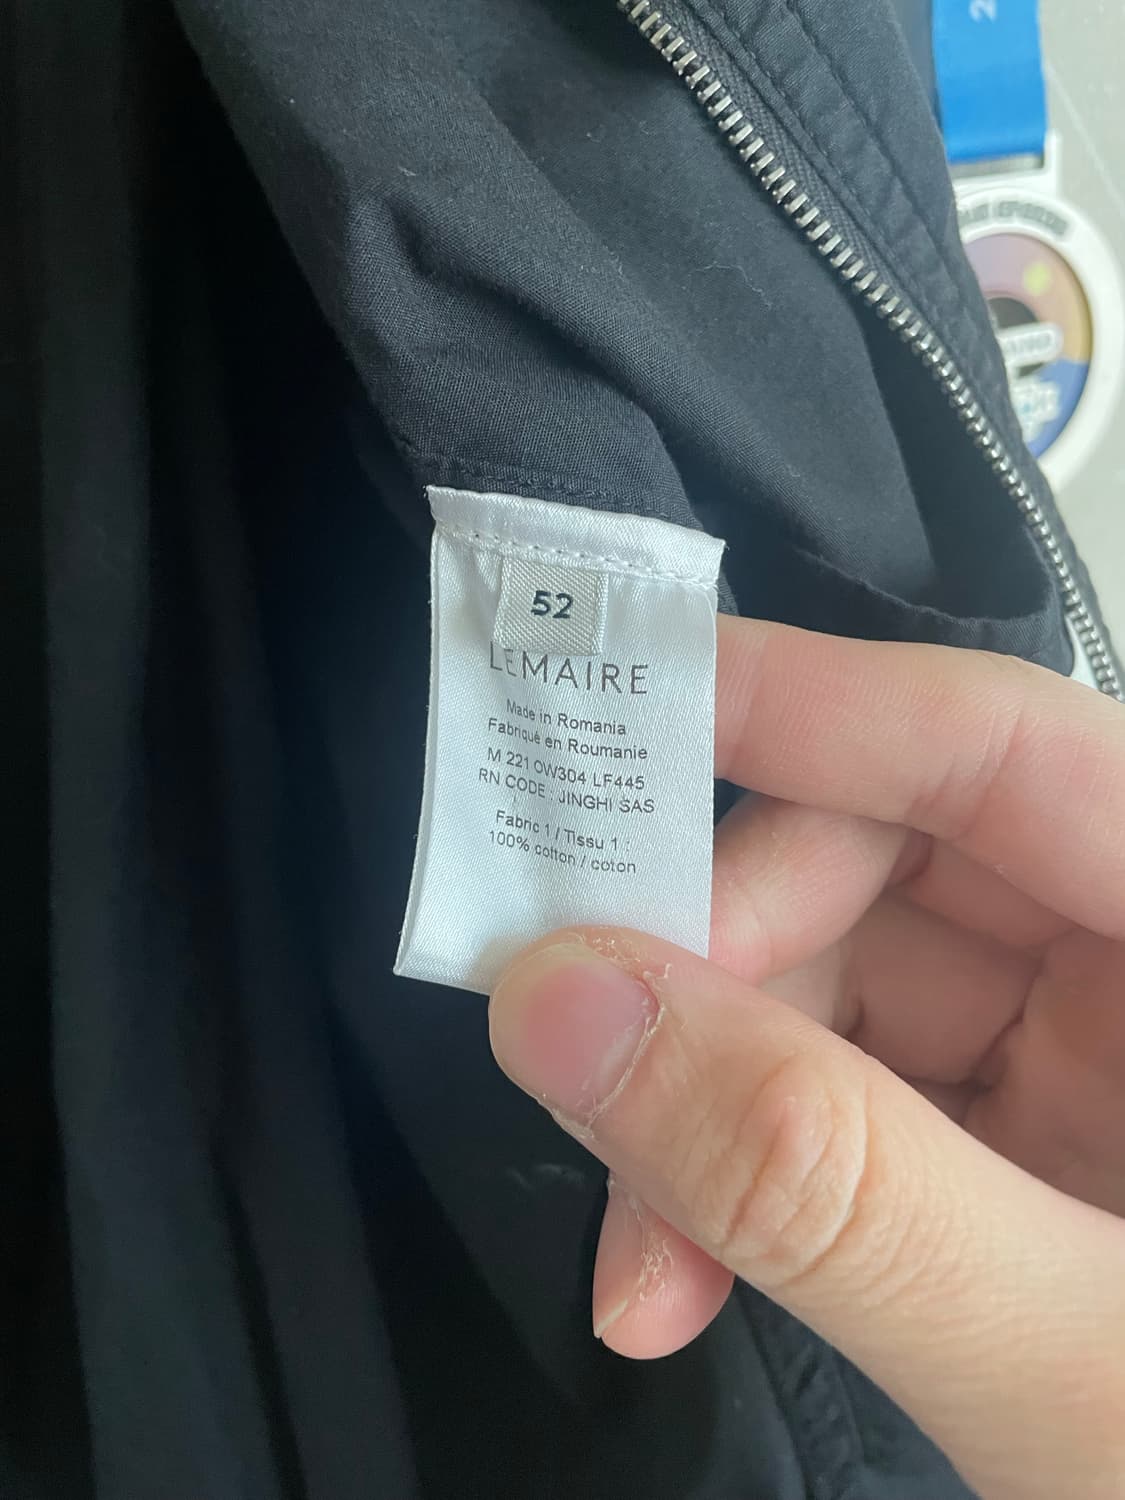 52
LEMAIRE
Made in Romania
Fabriqué en Roumanie
M 221 OW304 LF445
RN CODE : JINGHI SAS
Fabric 1 / Tissu 1 :
100% cotton / coton
2